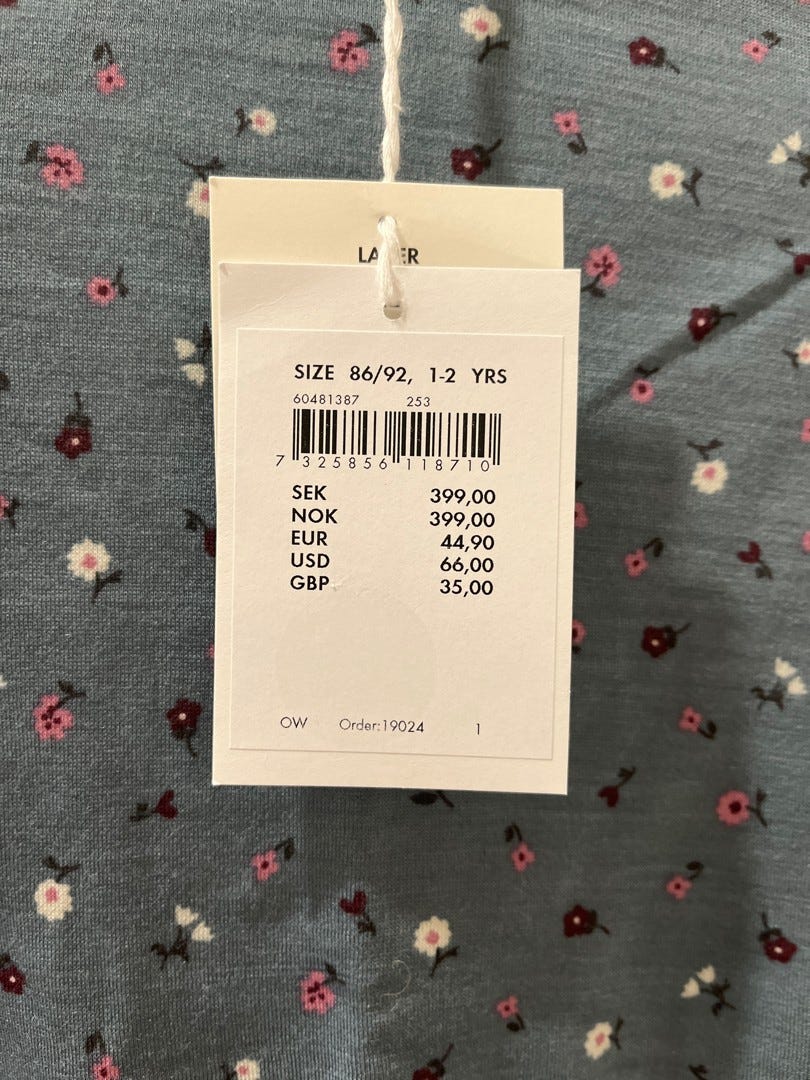 SIZE 86/92, 1-2 YRS
60481387 253
7 325856 118710
SEK 399,00
NOK 399,00
EUR 44,90
USD 66,00
GBP 35,00
OW Order:19024 1